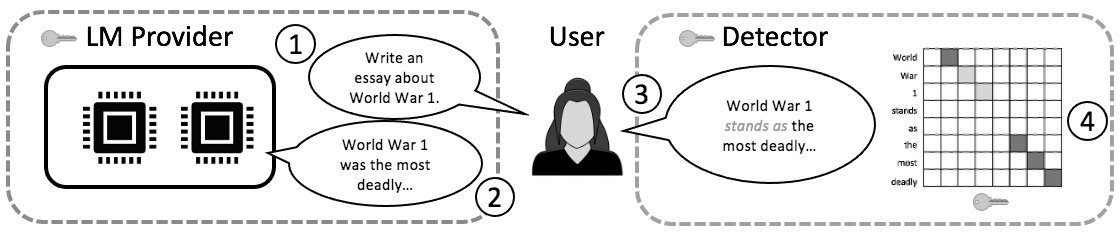 LM Provider
1
Write an
essay about
World War 1.
World War 1
was the most
deadly...
2
User
Detector
3
World War 1
stands as the
most deadly...
World
War
1
stands
as
the
most
deadly
4